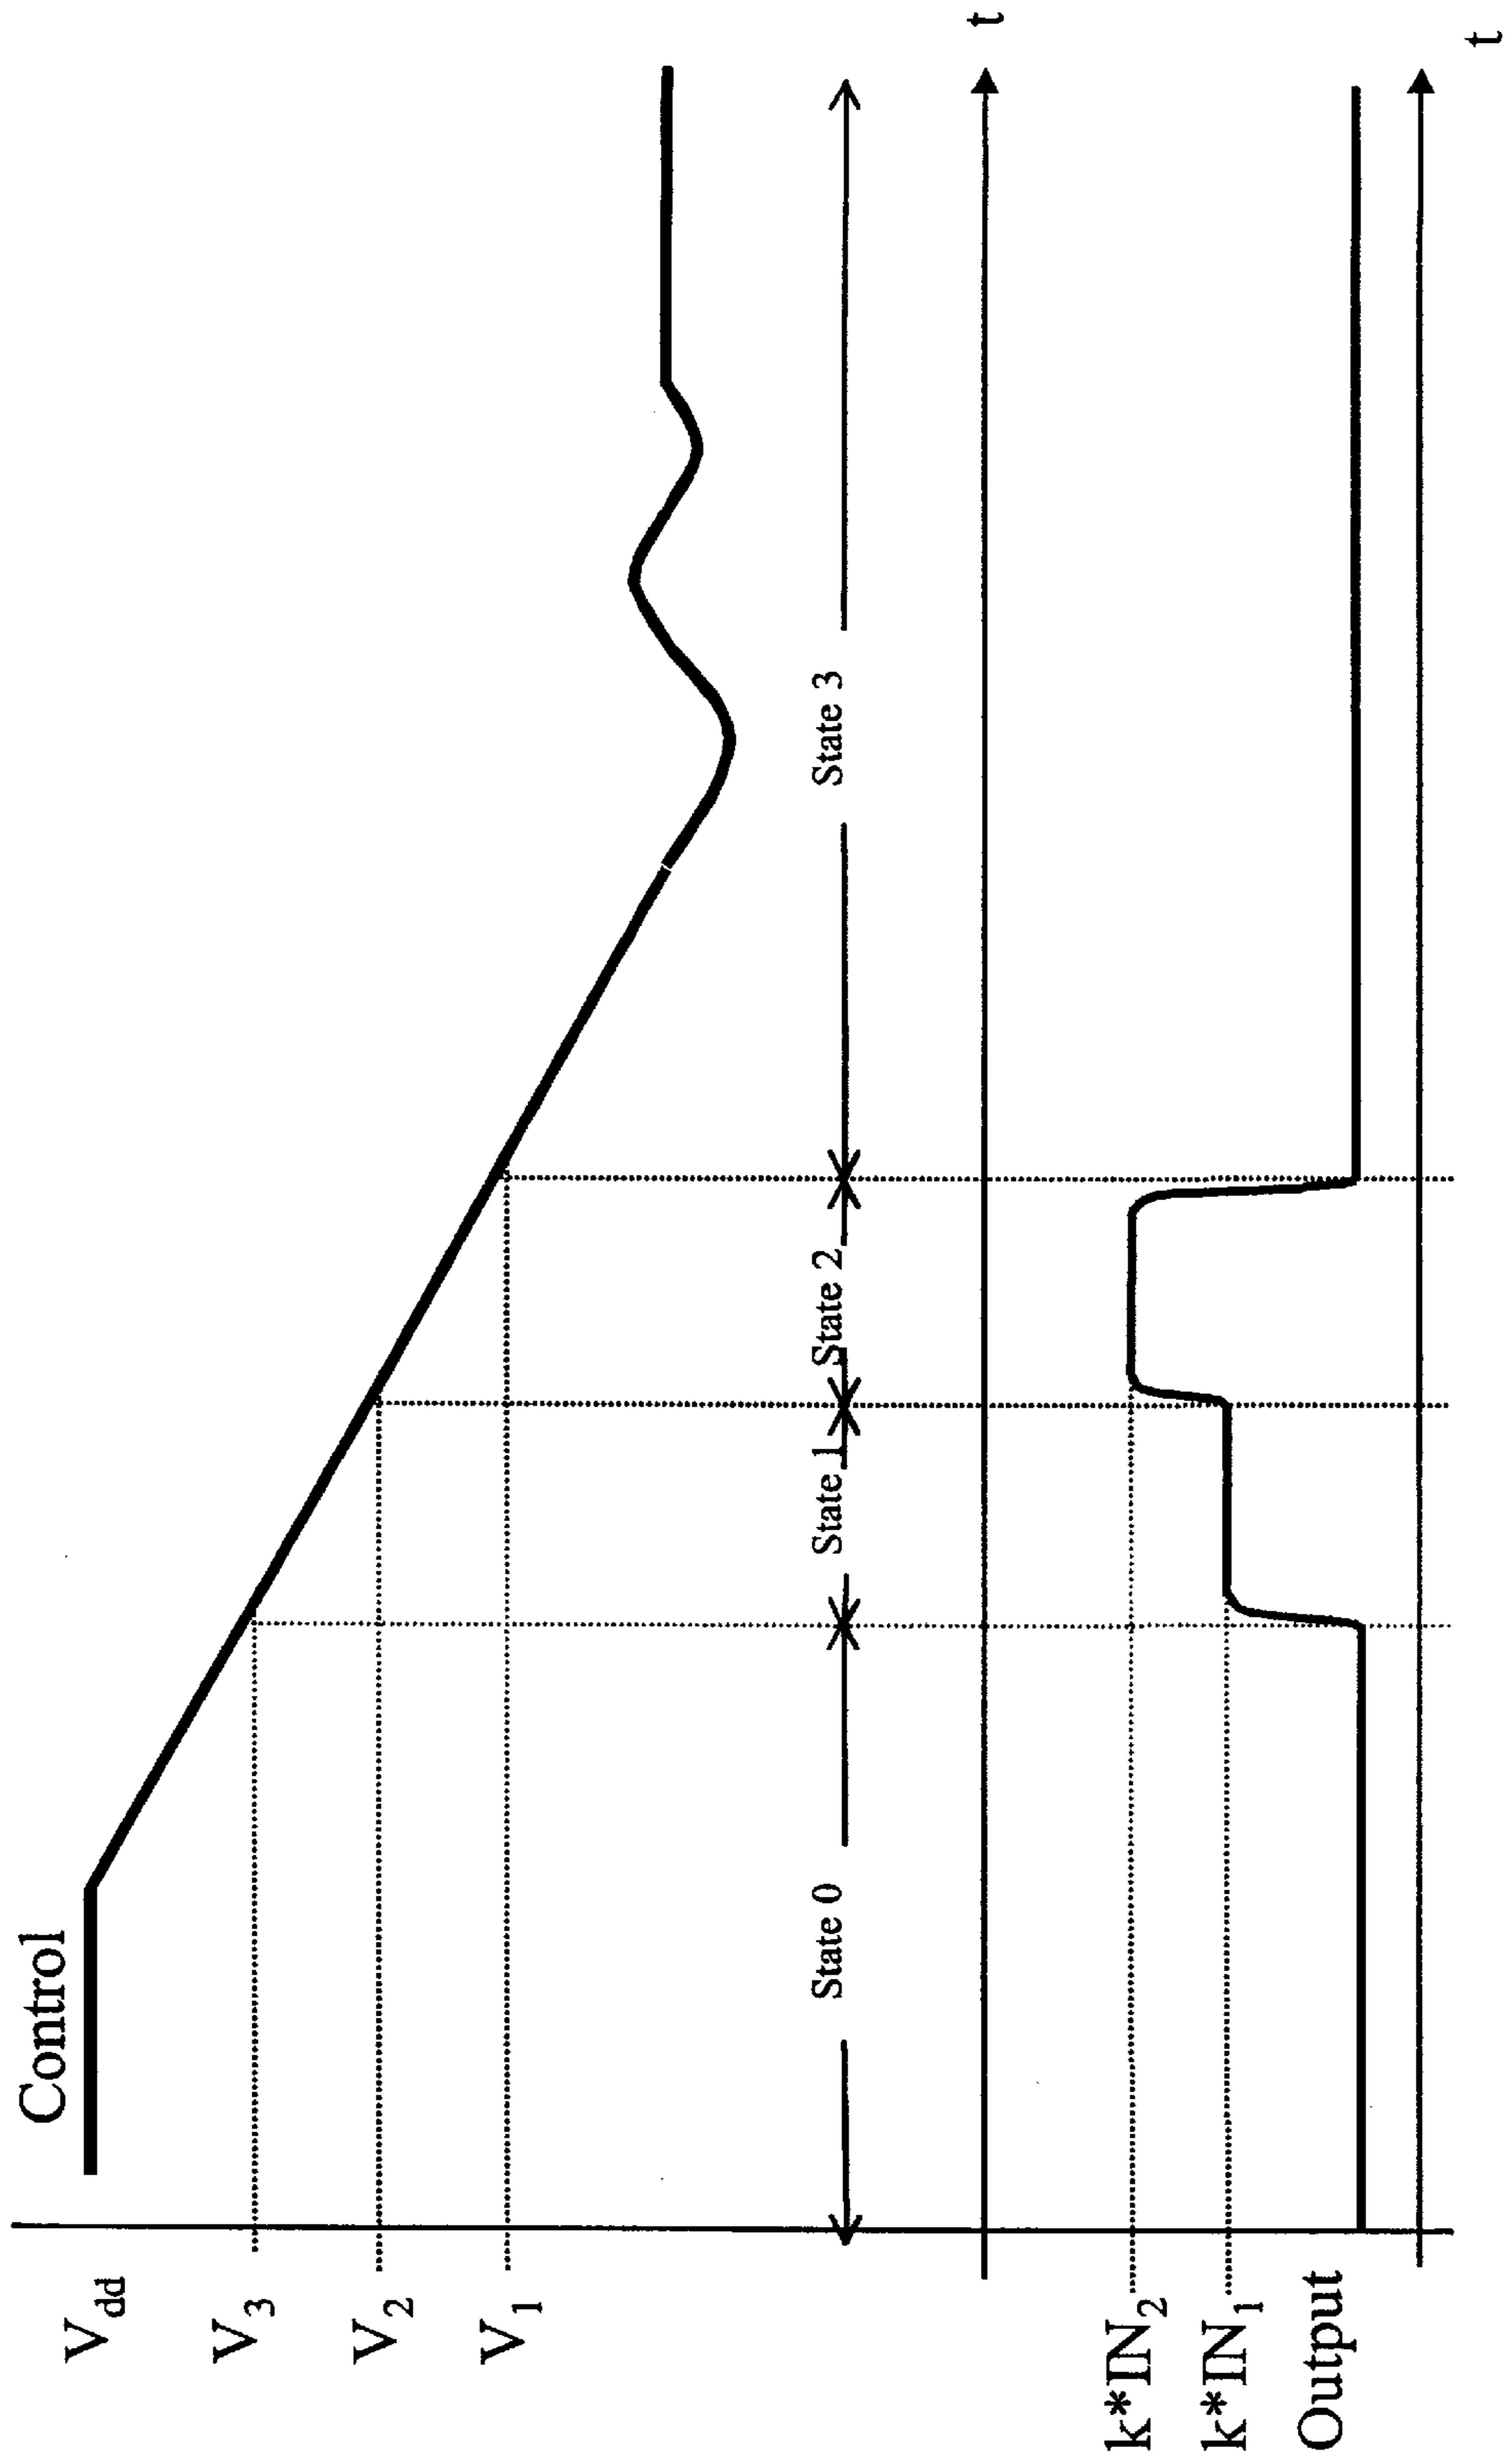 Control
V_dd
V_3
V_2
V_1
State 0
State 1
State 2
State 3
t
k*IN_2
k*IN_1
Output
t